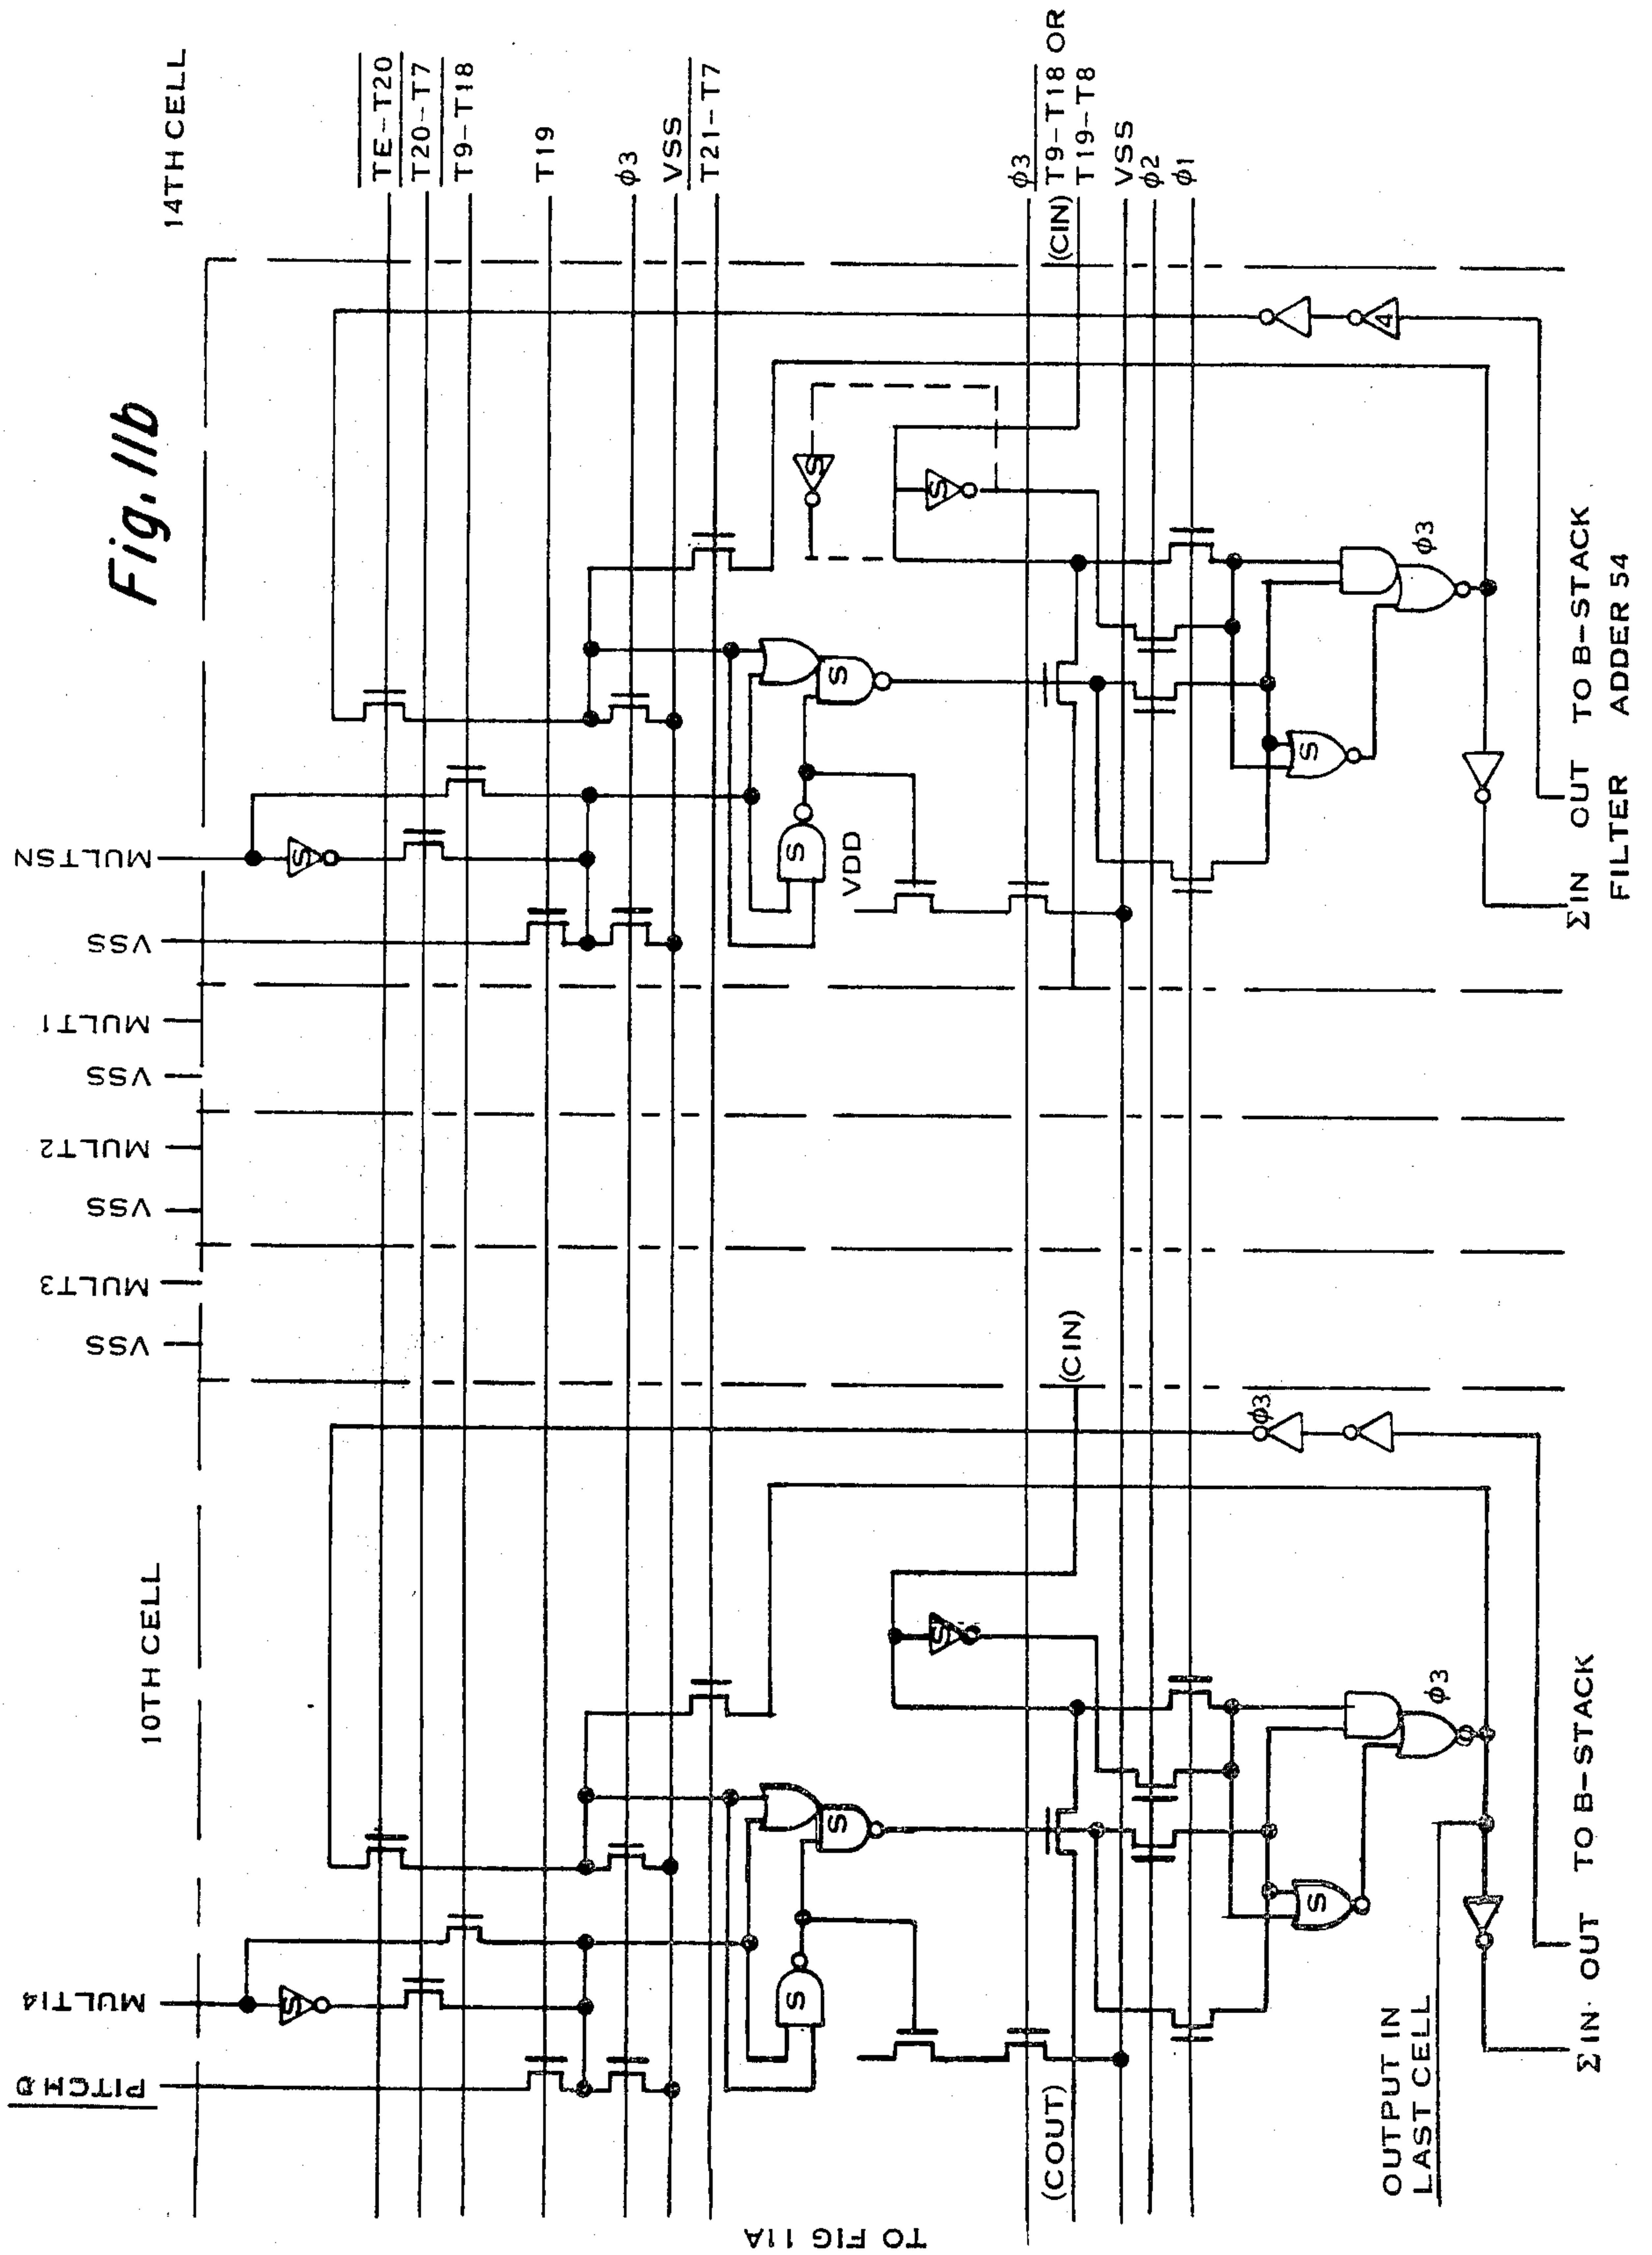 Fig. 11b
14TH CELL
10TH CELL
TE-T20
T20-T7
T9-T18
T19
ϕ3
VSS
T21-T7
ϕ3
(CIN) T9-T18 OR
T19-T8
VSS
ϕ2
ϕ1
MULTSN
VSS
MULT1
VSS
MULT2
VSS
MULT3
VSS
MULT14
PITCH Ø
S
S
S
VDD
S
S
4
S
ϕ3
ΣIN OUT TO B-STACK
FILTER ADDER 54
(CIN)
ϕ3
S
S
S
S
S
ϕ3
(COUT)
OUTPUT IN
LAST CELL
ΣIN OUT TO B-STACK
TO FIG 11A